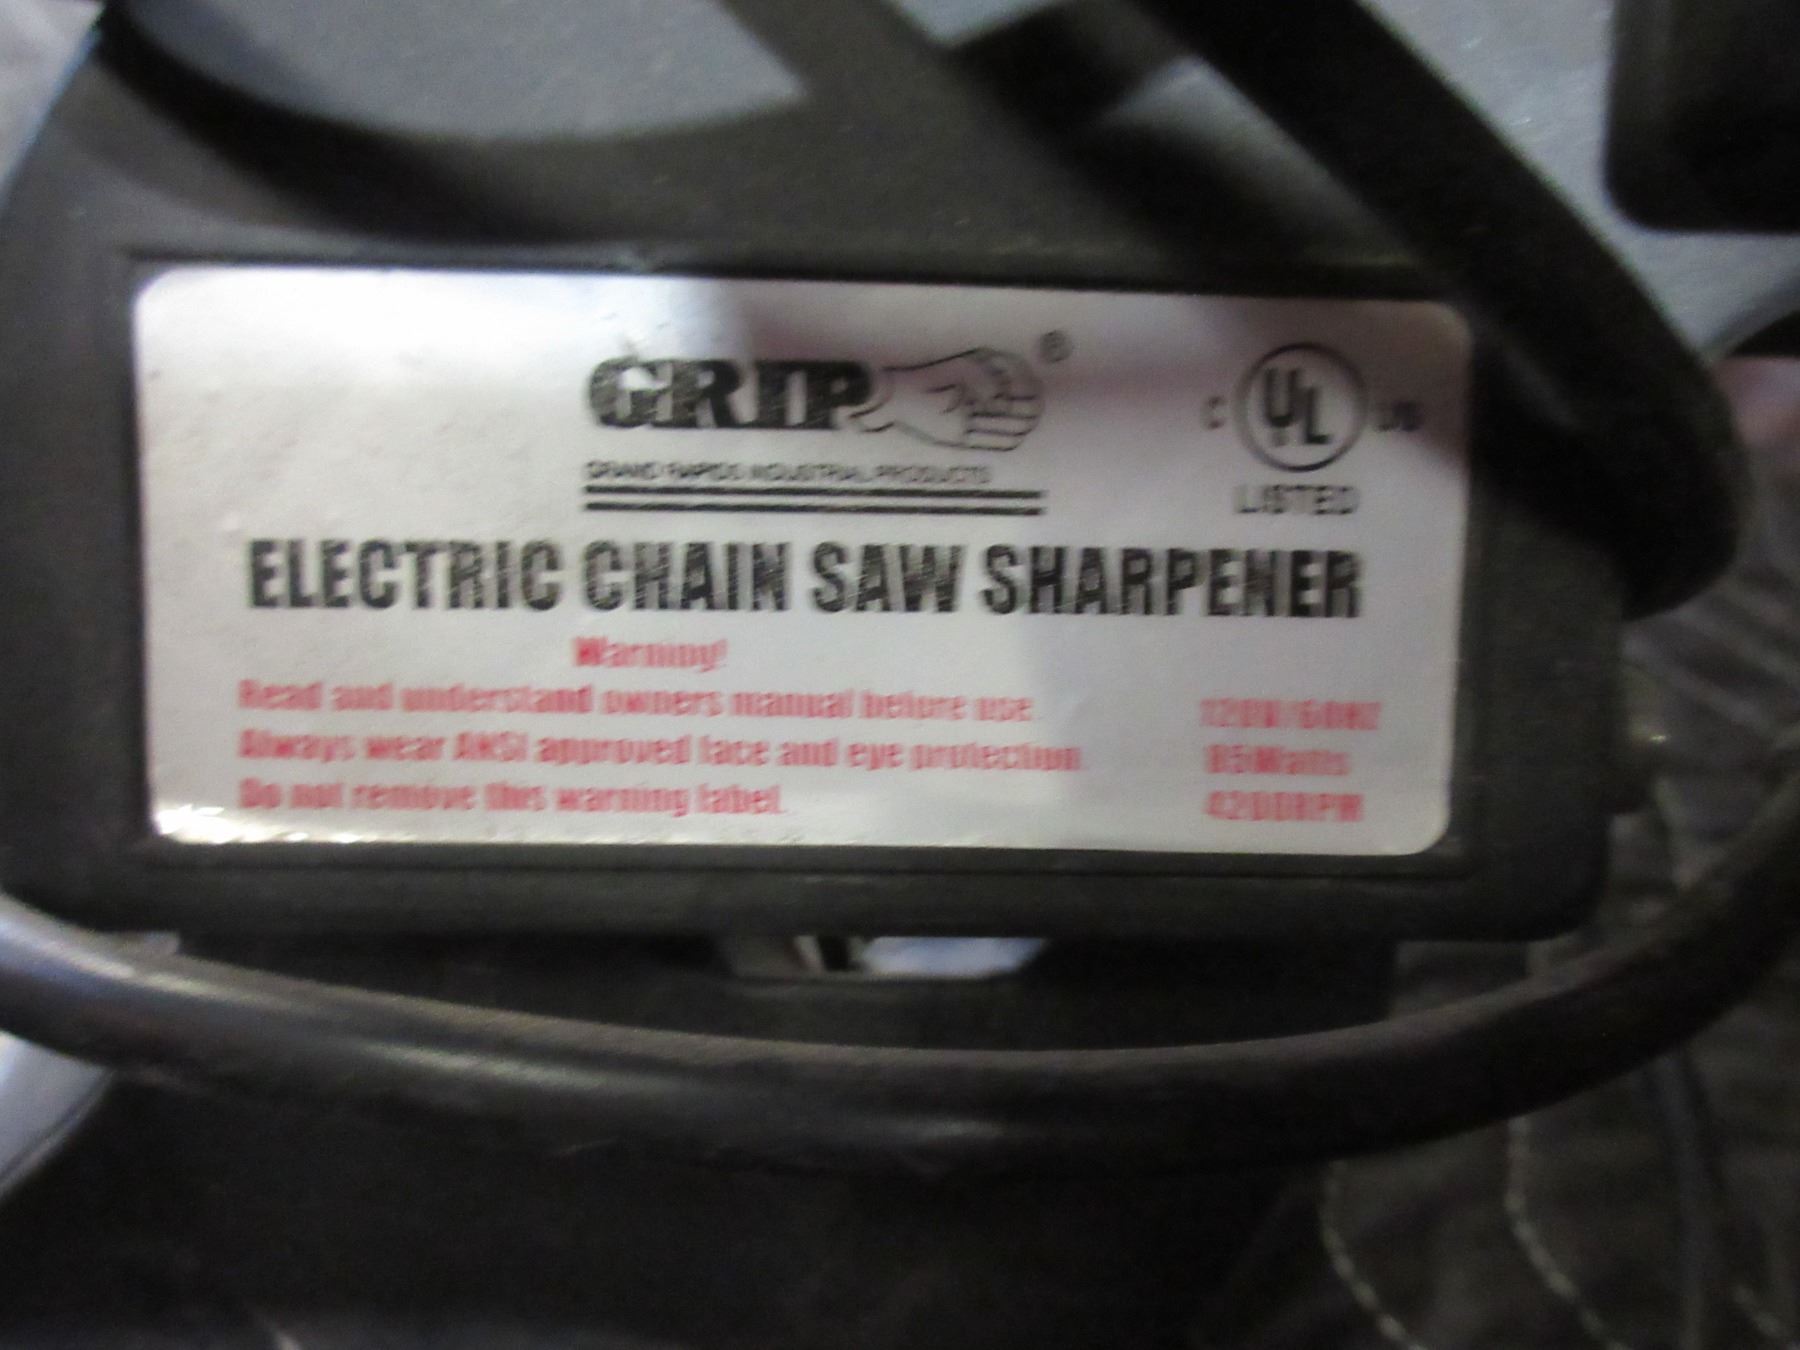 GRIP ®
GRAND RAPIDS INDUSTRIAL PRODUCTS
C UL US
LISTED
ELECTRIC CHAIN SAW SHARPENER
Warning!
Read and understand owners manual before use.
Always wear ANSI approved face and eye protection.
Do not remove this warning label.
120V/60HZ
85Watts
4200RPM